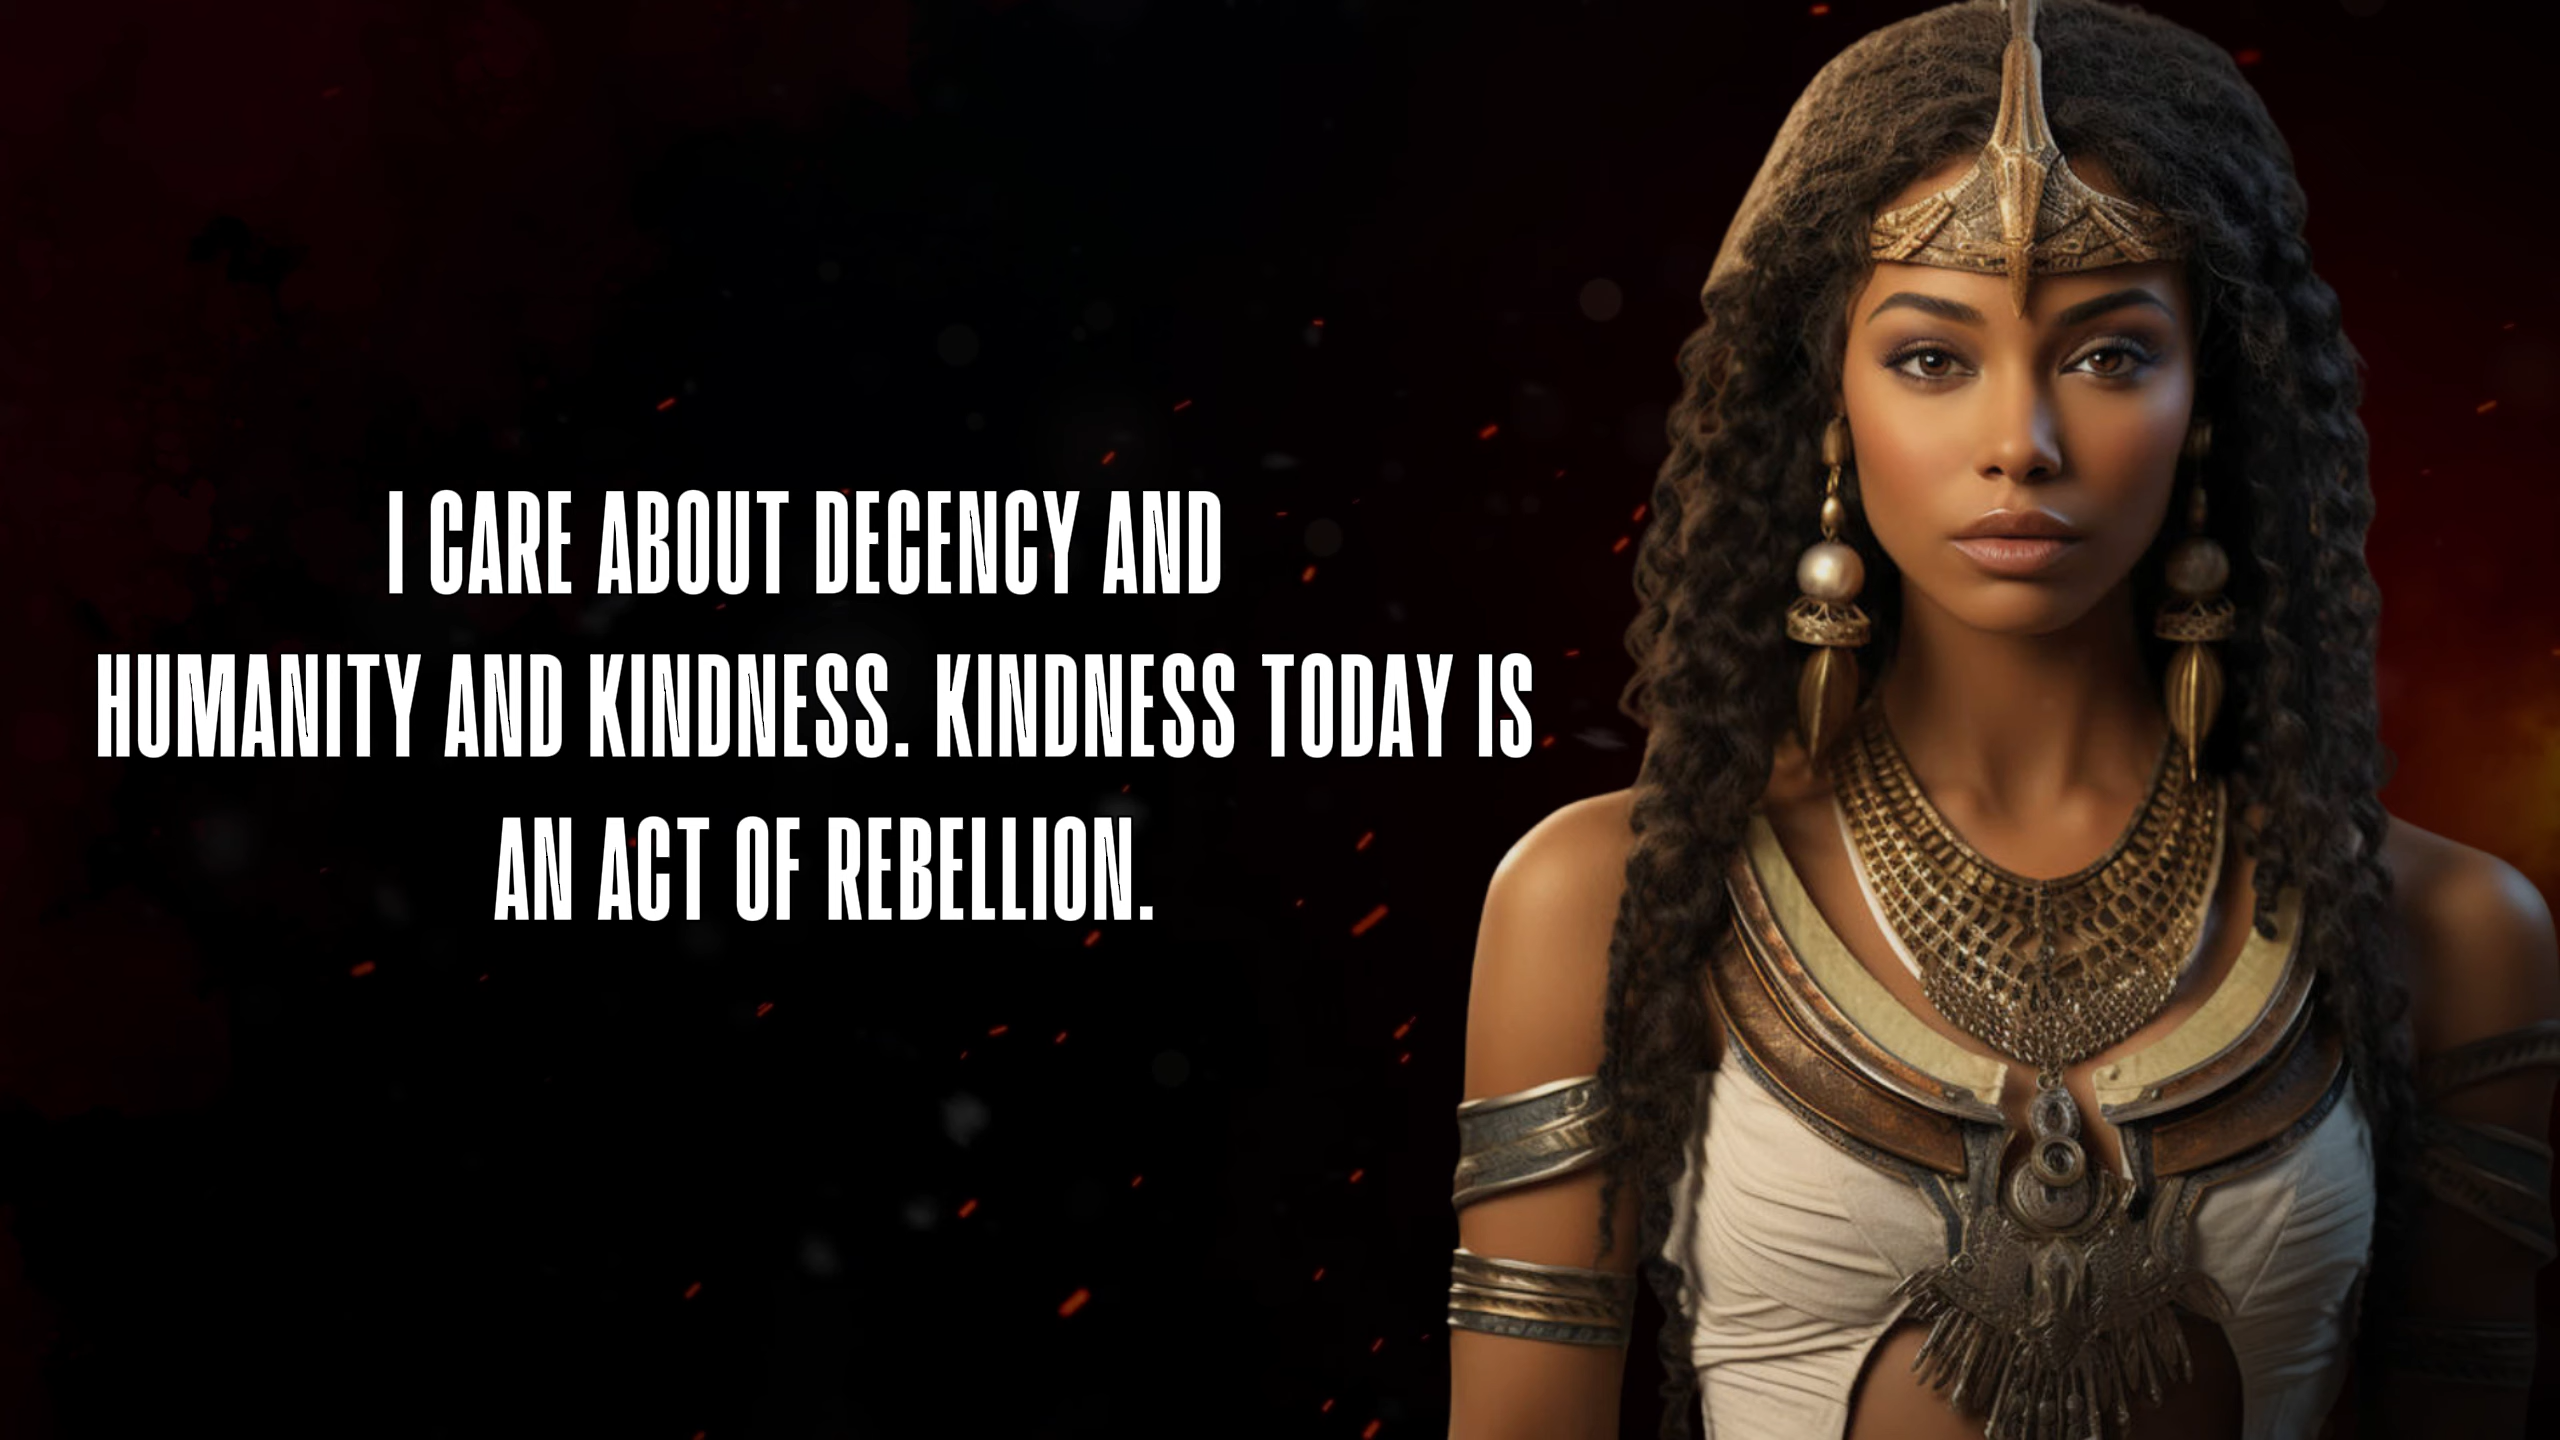 I CARE ABOUT DECENCY AND
HUMANITY AND KINDNESS. KINDNESS TODAY IS
AN ACT OF REBELLION.